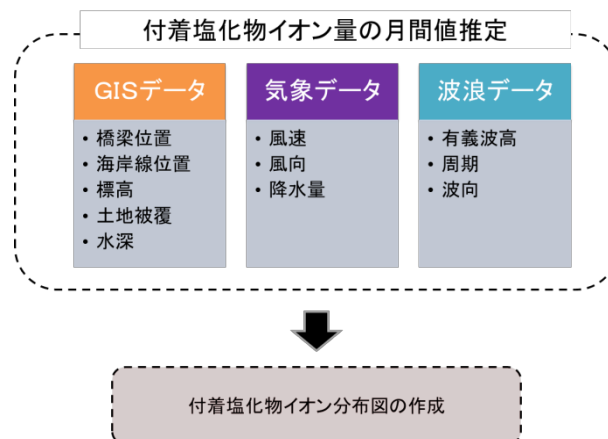 付着塩化物イオン量の月間値推定
GISデータ
• 橋梁位置
• 海岸線位置
• 標高
• 土地被覆
• 水深
気象データ
• 風速
• 風向
• 降水量
波浪データ
• 有義波高
• 周期
• 波向
付着塩化物イオン分布図の作成